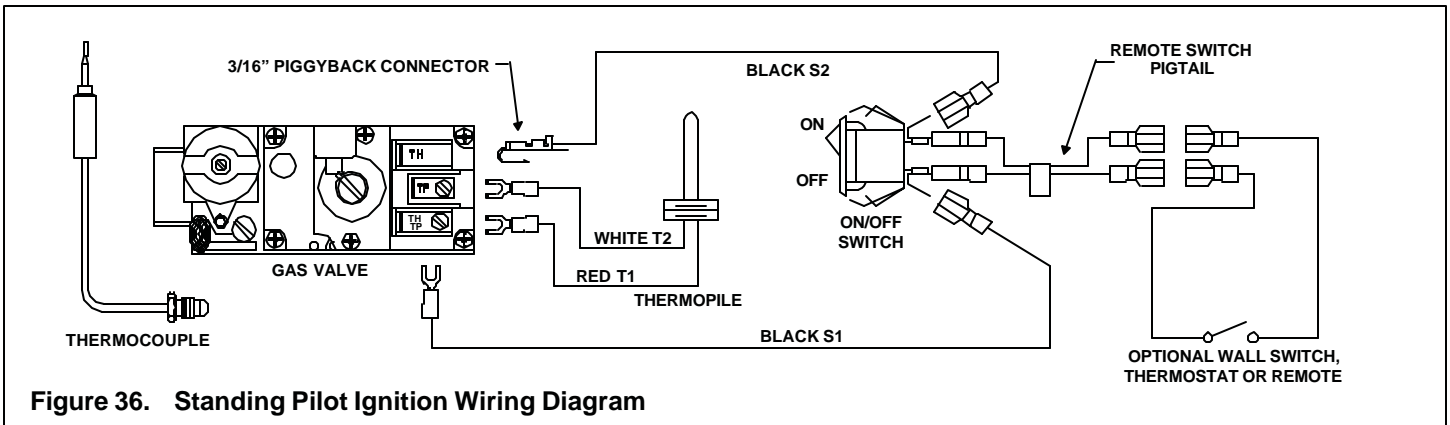 3/16” PIGGYBACK CONNECTOR
BLACK S2
REMOTE SWITCH
PIGTAIL
ON
OFF
ON/OFF
SWITCH
TH
TP
TH
TP
WHITE T2
RED T1
THERMOPILE
GAS VALVE
THERMOCOUPLE
BLACK S1
OPTIONAL WALL SWITCH,
THERMOSTAT OR REMOTE
Figure 36. Standing Pilot Ignition Wiring Diagram